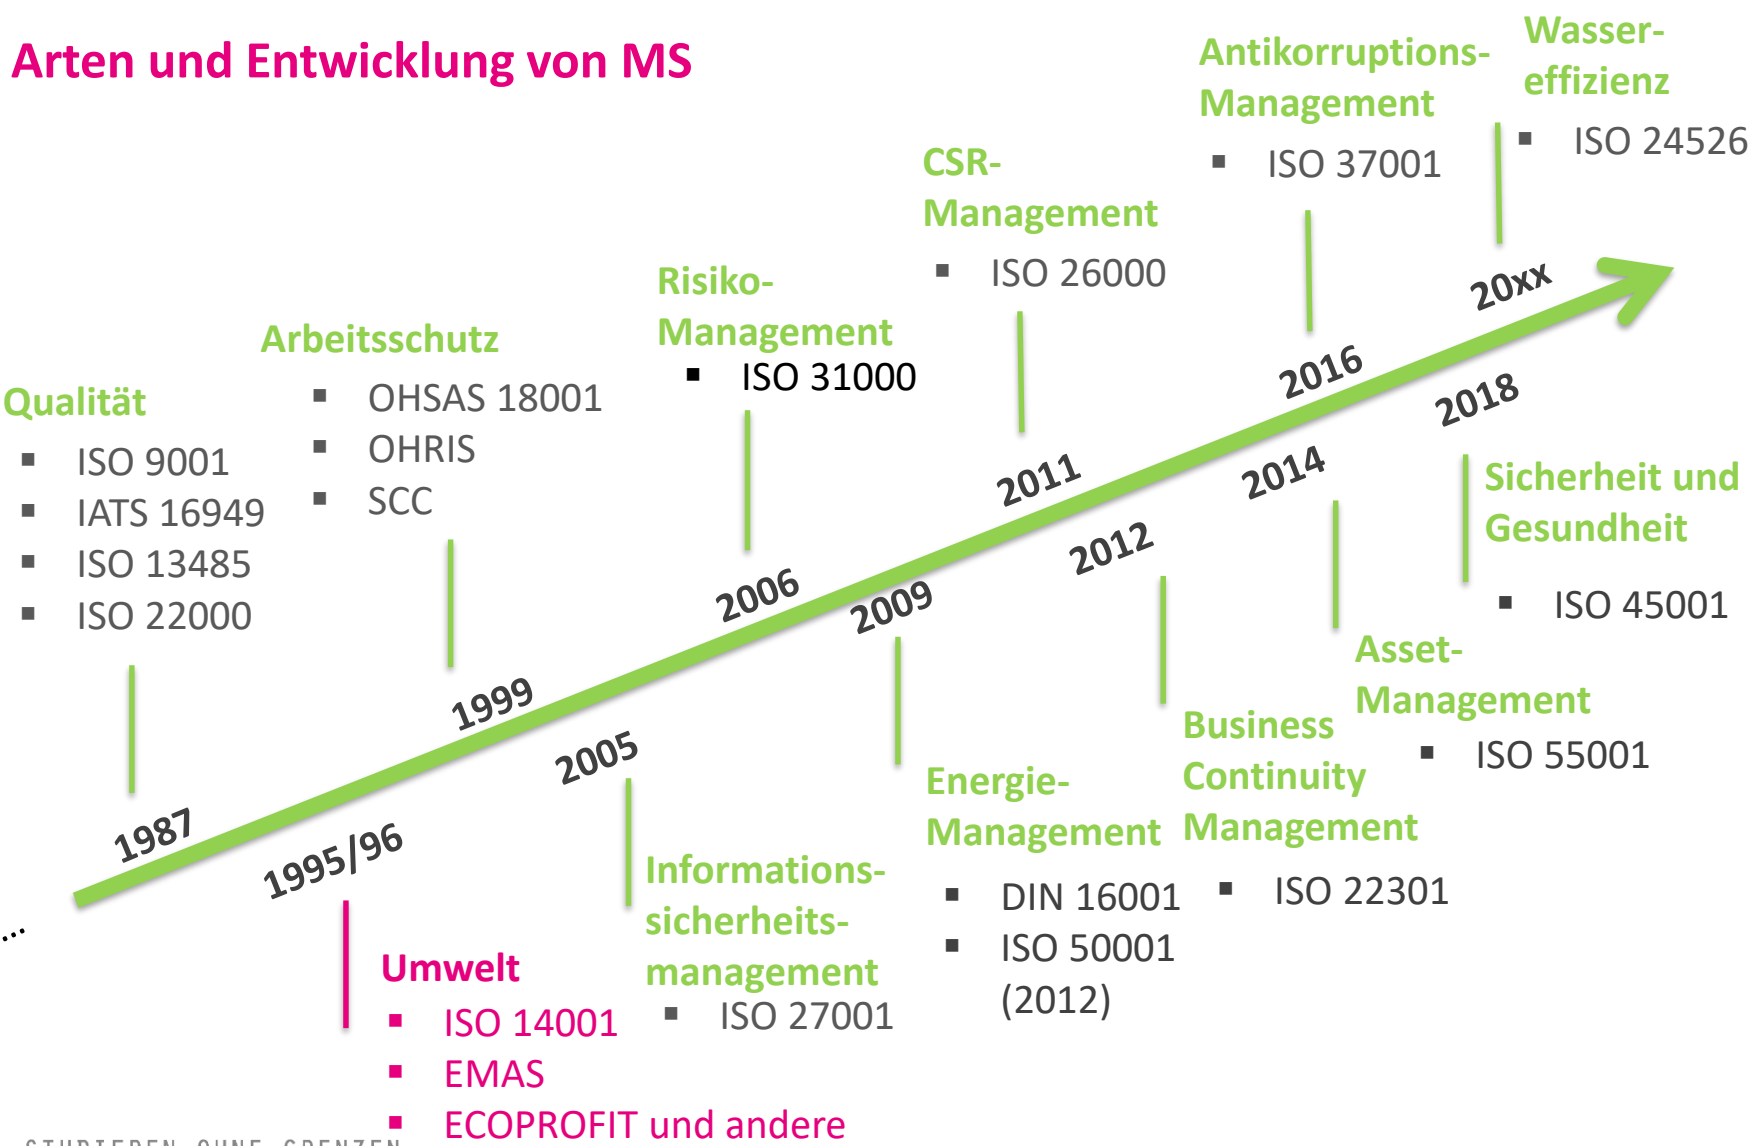 Arten und Entwicklung von MS
Qualität
ISO 9001
IATS 16949
ISO 13485
ISO 22000
1987
Umwelt
ISO 14001
EMAS
ECOPROFIT und andere
1995/96
Arbeitsschutz
OHSAS 18001
OHRIS
SCC
1999
Informations-
sicherheits-
management
ISO 27001
2005
Risiko-
Management
ISO 31000
2006
Energie-
Management
DIN 16001
ISO 50001
(2012)
2009
CSR-
Management
ISO 26000
2011
Business
Continuity
Management
ISO 22301
2012
Asset-
Management
ISO 55001
2014
Antikorruptions-
Management
ISO 37001
2016
Sicherheit und
Gesundheit
ISO 45001
2018
Wasser-
effizienz
ISO 24526
20xx
...
STUDIEREN OHNE GRENZEN